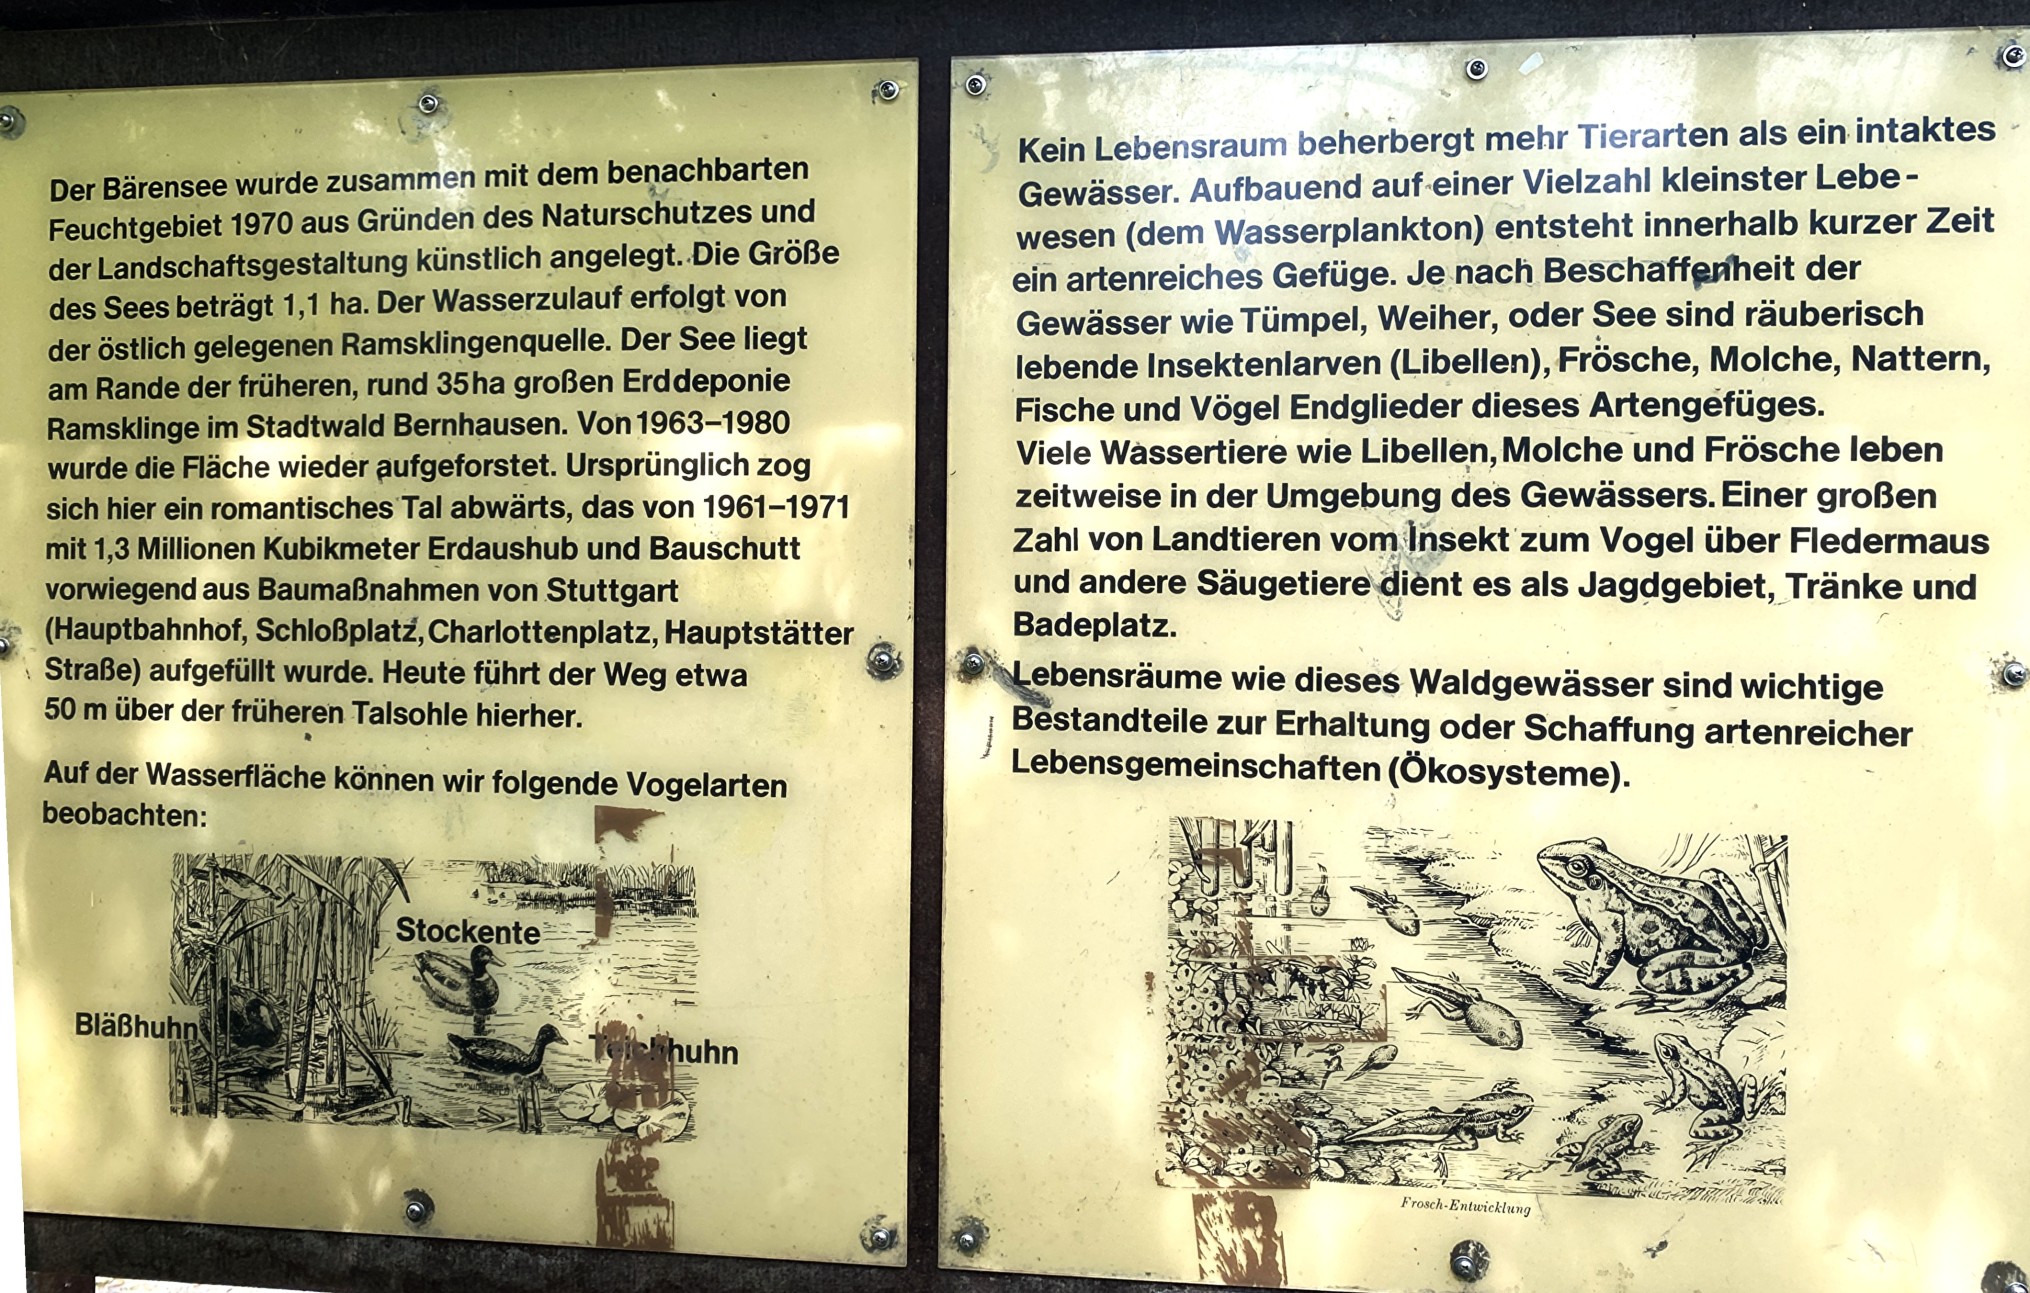 Der Bärensee wurde zusammen mit dem benachbarten
Feuchtgebiet 1970 aus Gründen des Naturschutzes und
der Landschaftsgestaltung künstlich angelegt. Die Größe
des Sees beträgt 1,1 ha. Der Wasserzulauf erfolgt von
der östlich gelegenen Ramsklingenquelle. Der See liegt
am Rande der früheren, rund 35 ha großen Erddeponie
Ramsklinge im Stadtwald Bernhausen. Von 1963–1980
wurde die Fläche wieder aufgeforstet. Ursprünglich zog
sich hier ein romantisches Tal abwärts, das von 1961–1971
mit 1,3 Millionen Kubikmeter Erdaushub und Bauschutt
vorwiegend aus Baumaßnahmen von Stuttgart
(Hauptbahnhof, Schloßplatz, Charlottenplatz, Hauptstätter
Straße) aufgefüllt wurde. Heute führt der Weg etwa
50 m über der früheren Talsohle hierher.
Auf der Wasserfläche können wir folgende Vogelarten
beobachten:
Stockente
Bläßhuhn
Teichhuhn
Kein Lebensraum beherbergt mehr Tierarten als ein intaktes
Gewässer. Aufbauend auf einer Vielzahl kleinster Lebe-
wesen (dem Wasserplankton) entsteht innerhalb kurzer Zeit
ein artenreiches Gefüge. Je nach Beschaffenheit der
Gewässer wie Tümpel, Weiher, oder See sind räuberisch
lebende Insektenlarven (Libellen), Frösche, Molche, Nattern,
Fische und Vögel Endglieder dieses Artengefüges.
Viele Wassertiere wie Libellen, Molche und Frösche leben
zeitweise in der Umgebung des Gewässers. Einer großen
Zahl von Landtieren vom Insekt zum Vogel über Fledermaus
und andere Säugetiere dient es als Jagdgebiet, Tränke und
Badeplatz.
Lebensräume wie dieses Waldgewässer sind wichtige
Bestandteile zur Erhaltung oder Schaffung artenreicher
Lebensgemeinschaften (Ökosysteme).
Frosch-Entwicklung